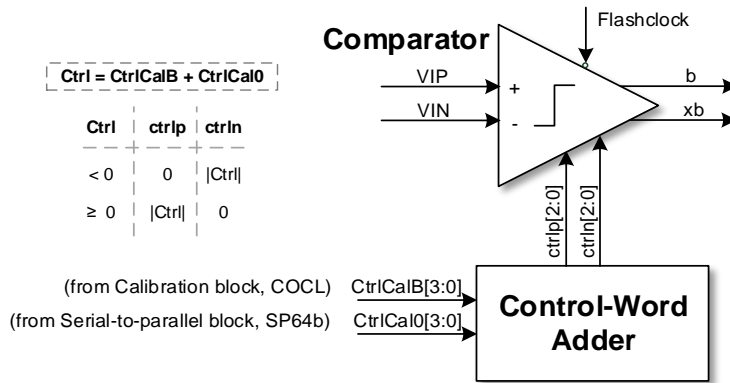 Flashclock
Comparator
Ctrl = CtrlCalB + CtrlCal0
VIP
+
b
VIN
-
xb
Ctrl ctrlp ctrln
< 0 0 |Ctrl|
≥ 0 |Ctrl| 0
ctrlp[2:0]
ctrln[2:0]
(from Calibration block, COCL) CtrlCalB[3:0]
(from Serial-to-parallel block, SP64b) CtrlCal0[3:0]
Control-Word
Adder